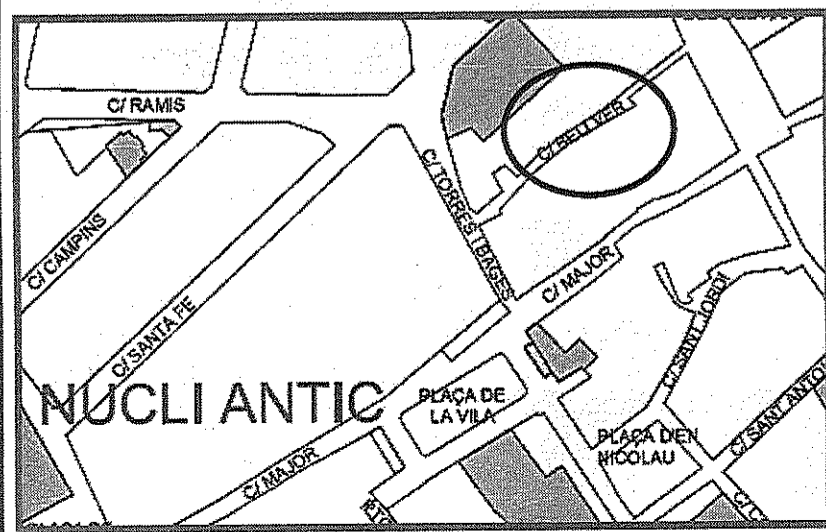 C/ RAMIS
C/ BELLVER
C/ TORRES I BAGES
C/ CAMPINS
C/ MAJOR
C/ SANT JORDI
C/ SANTA FE
NUCLI ANTIC
PLAÇA DE
LA VILA
PLAÇA D'EN
NICOLAU
C/ SANT ANTON
C/ MAJOR